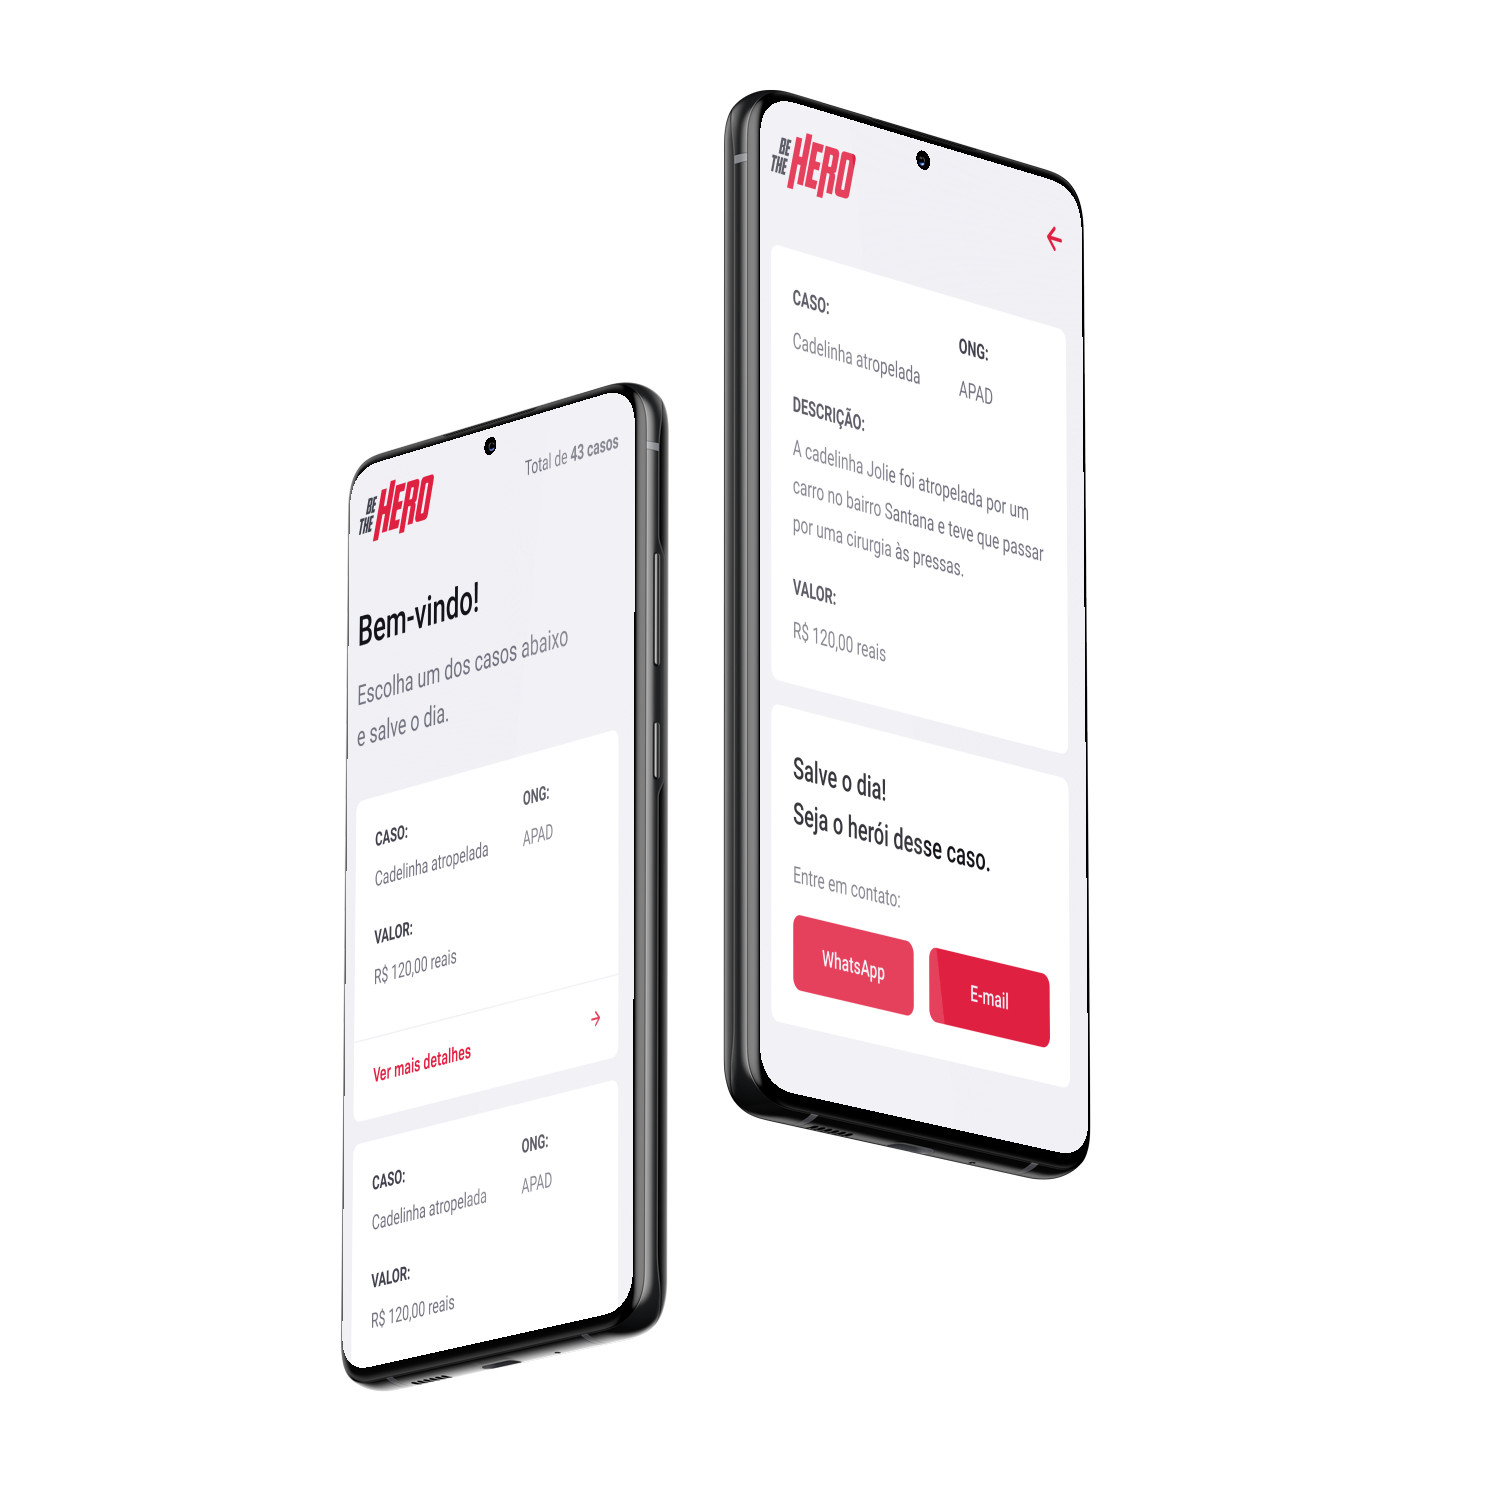 BE
THE HERO
Total de 43 casos
Bem-vindo!
Escolha um dos casos abaixo
e salve o dia.
CASO:
Cadelinha atropelada
ONG:
APAD
VALOR:
R$ 120,00 reais
Ver mais detalhes
CASO:
Cadelinha atropelada
ONG:
APAD
VALOR:
R$ 120,00 reais
BE
THE HERO
CASO:
Cadelinha atropelada
ONG:
APAD
DESCRIÇÃO:
A cadelinha Jolie foi atropelada por um
carro no bairro Santana e teve que passar
por uma cirurgia às pressas.
VALOR:
R$ 120,00 reais
Salve o dia!
Seja o herói desse caso.
Entre em contato:
WhatsApp
E-mail